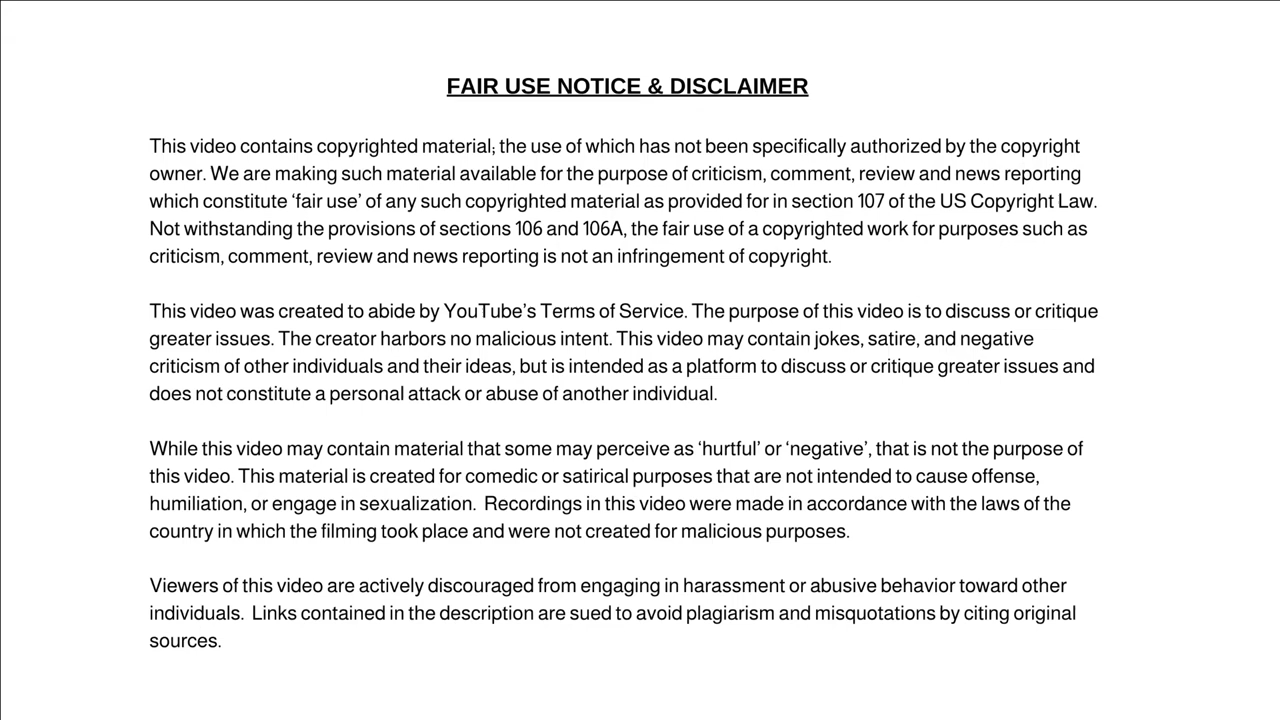 FAIR USE NOTICE & DISCLAIMER
This video contains copyrighted material; the use of which has not been specifically authorized by the copyright
owner. We are making such material available for the purpose of criticism, comment, review and news reporting
which constitute ‘fair use’ of any such copyrighted material as provided for in section 107 of the US Copyright Law.
Not withstanding the provisions of sections 106 and 106A, the fair use of a copyrighted work for purposes such as
criticism, comment, review and news reporting is not an infringement of copyright.
This video was created to abide by YouTube’s Terms of Service. The purpose of this video is to discuss or critique
greater issues. The creator harbors no malicious intent. This video may contain jokes, satire, and negative
criticism of other individuals and their ideas, but is intended as a platform to discuss or critique greater issues and
does not constitute a personal attack or abuse of another individual.
While this video may contain material that some may perceive as ‘hurtful’ or ‘negative’, that is not the purpose of
this video. This material is created for comedic or satirical purposes that are not intended to cause offense,
humiliation, or engage in sexualization.  Recordings in this video were made in accordance with the laws of the
country in which the filming took place and were not created for malicious purposes.
Viewers of this video are actively discouraged from engaging in harassment or abusive behavior toward other
individuals.  Links contained in the description are sued to avoid plagiarism and misquotations by citing original
sources.